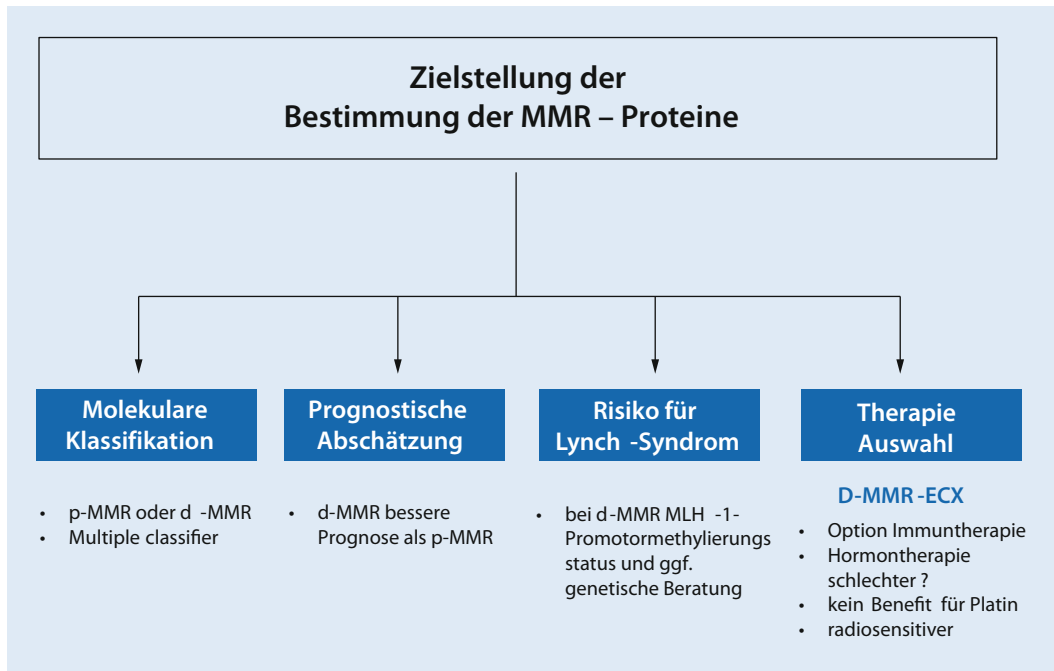 Zielstellung der
Bestimmung der MMR – Proteine
Molekulare
Klassifikation
• p-MMR oder d -MMR
• Multiple classifier
Prognostische
Abschätzung
• d-MMR bessere
Prognose als p-MMR
Risiko für
Lynch -Syndrom
• bei d-MMR MLH -1-
Promotormethylierungs
status und ggf.
genetische Beratung
Therapie
Auswahl
D-MMR -ECX
• Option Immuntherapie
• Hormontherapie
schlechter ?
• kein Benefit für Platin
• radiosensitiver